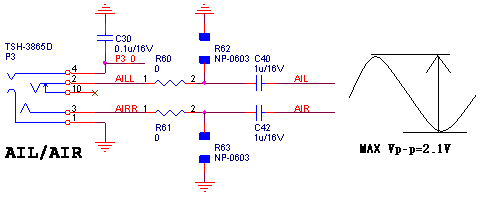 C30
0.1u/16V
TSH-3865D
P3
P3_0
R60
0
R62
NP-0603
C40
1u/16V
4
2
10
AILL 1 2 AIL
3
1
AIRR 1 2 AIR
R61
0
C42
1u/16V
R63
NP-0603
AIL/AIR
MAX Vp-p=2.1V